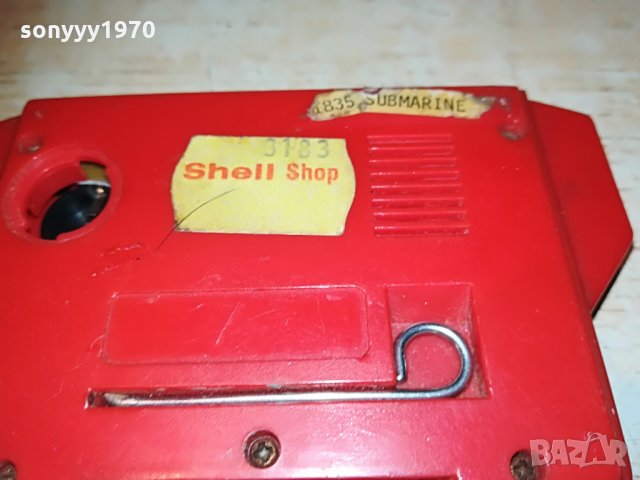 sonyyy1970
1835 SUBMARINE
3183
Shell Shop
BAZAR